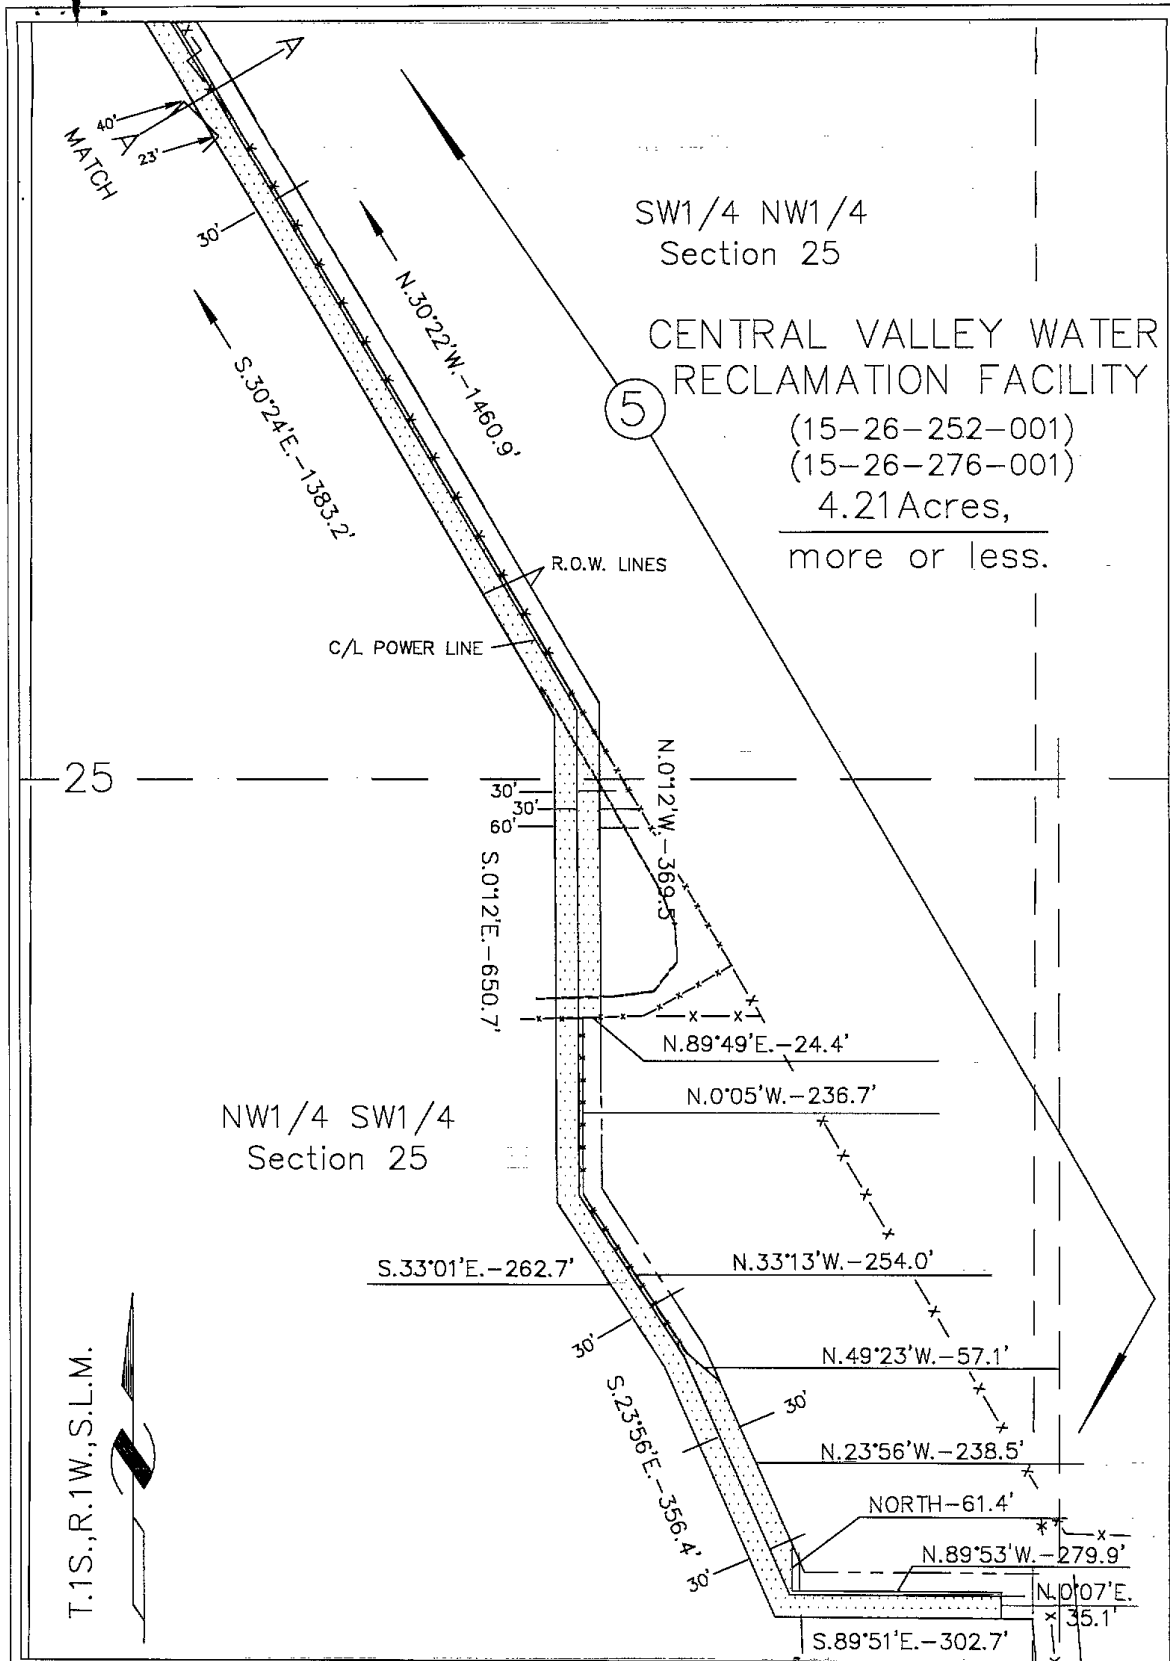 A
40'
A
23'
MATCH
30'
SW1/4 NW1/4
Section 25
N.30°22'W.-1460.9'
S.30°24'E.-1383.2'
CENTRAL VALLEY WATER
RECLAMATION FACILITY
5
(15-26-252-001)
(15-26-276-001)
4.21Acres,
more or less.
R.O.W. LINES
C/L POWER LINE
25
30'
30'
60'
N.0°12'W.-369.5
S.0°12'E.-650.7'
N.89°49'E.-24.4'
N.0°05'W.-236.7'
NW1/4 SW1/4
Section 25
S.33°01'E.-262.7'
N.33°13'W.-254.0'
30'
N.49°23'W.-57.1'
30'
S.23°56'E.-356.4'
N.23°56'W.-238.5'
NORTH-61.4'
N.89°53'W.-279.9'
30'
N.0°07'E.
35.1'
S.89°51'E.-302.7'
T.1S.,R.1W.,S.L.M.